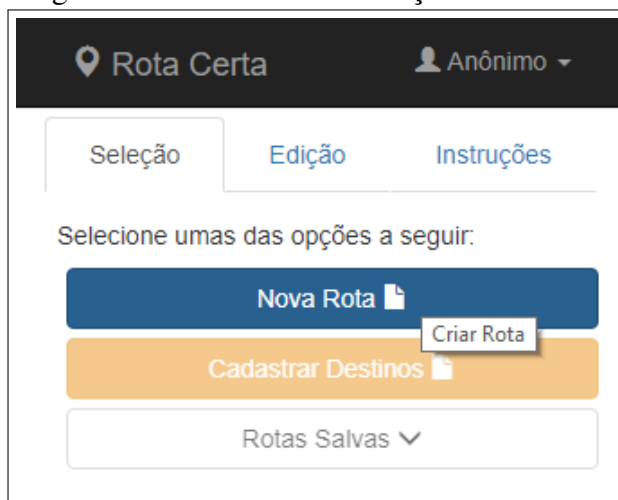 Rota Certa Anônimo
Seleção Edição Instruções
Selecione umas das opções a seguir:
Nova Rota
Criar Rota
Cadastrar Destinos
Rotas Salvas